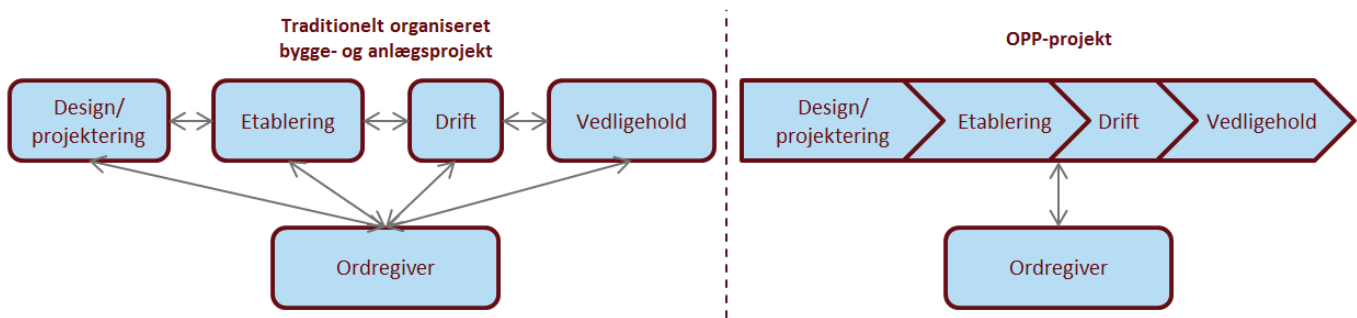 Traditionelt organiseret
bygge- og anlægsprojekt
Design/
projektering
Etablering
Drift
Vedligehold
Ordregiver
OPP-projekt
Design/
projektering
Etablering
Drift
Vedligehold
Ordregiver